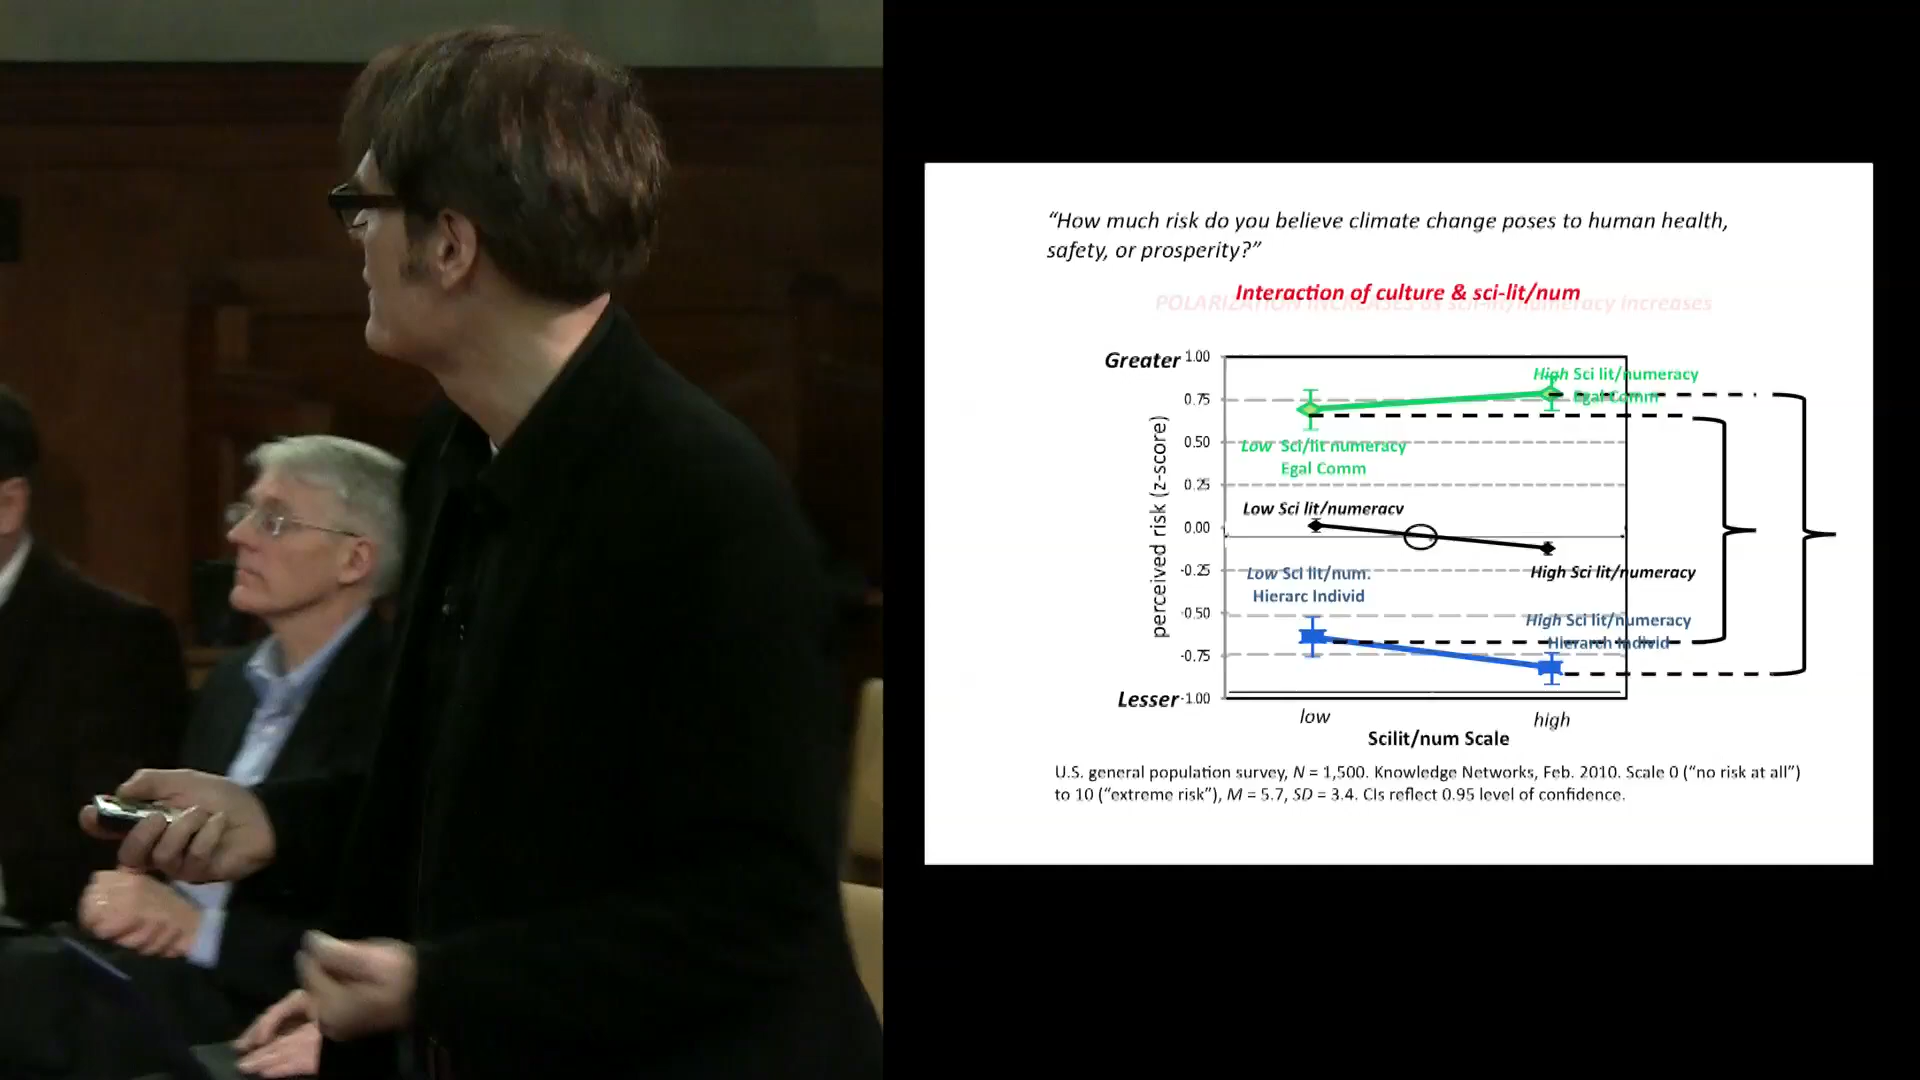 “How much risk do you believe climate change poses to human health,
safety, or prosperity?”
Interaction of culture & sci-lit/num
POLARIZATION INCREASES as sci-lit/numeracy increases
Greater 1.00
High Sci lit/numeracy
Egal Comm
0.75
0.50
Low Sci/lit numeracy
Egal Comm
0.25
Low Sci lit/numeracy
0.00
perceived risk (z-score)
-0.25
Low Sci lit/num.
Hierarc Individ
High Sci lit/numeracy
-0.50
High Sci lit/numeracy
Hierarch Individ
-0.75
Lesser -1.00
low
high
Scilit/num Scale
U.S. general population survey, N = 1,500. Knowledge Networks, Feb. 2010. Scale 0 (“no risk at all”)
to 10 (“extreme risk”), M = 5.7, SD = 3.4. CIs reflect 0.95 level of confidence.